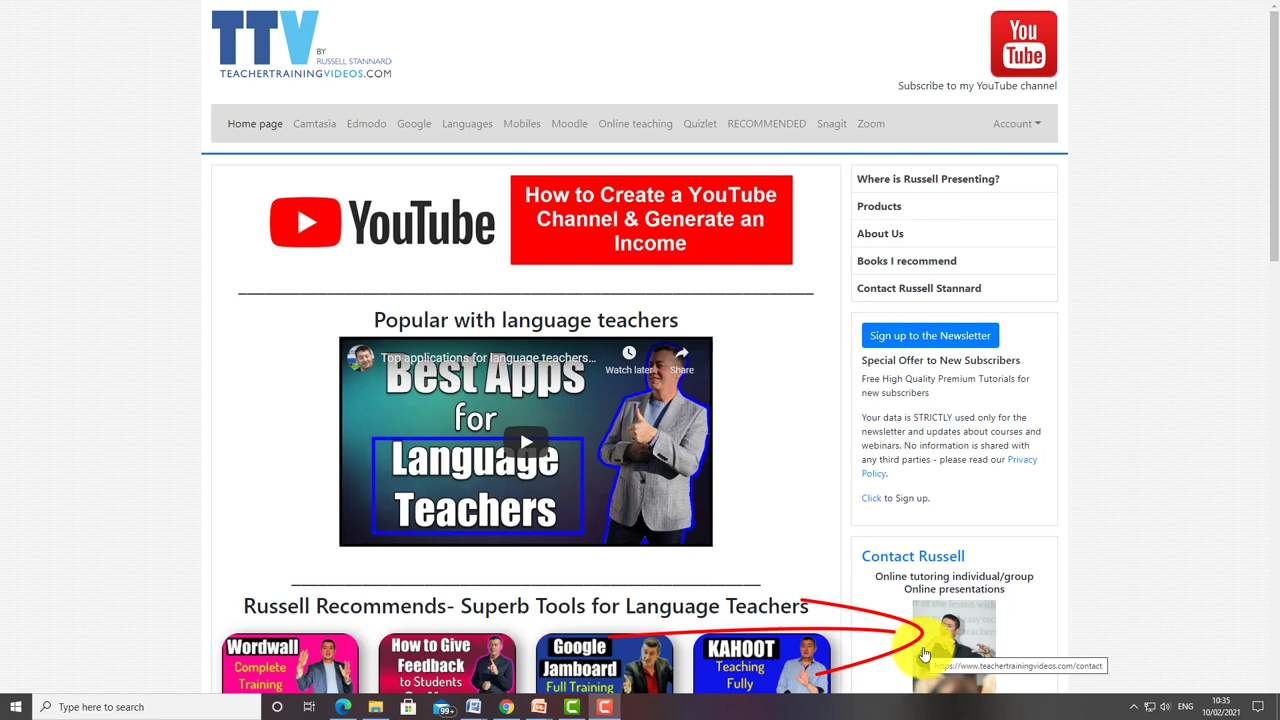 TTV
BY
RUSSELL STANNARD
TEACHERTRAININGVIDEOS.COM
You
Tube
Subscribe to my YouTube channel
Home page Camtasia Edmodo Google Languages Mobiles Moodle Online teaching Quizlet RECOMMENDED Snagit Zoom Account
YouTube
How to Create a YouTube
Channel & Generate an
Income
Popular with language teachers
Top applications for language teachers...
Watch later Share
Best Apps
for
Language
Teachers
Russell Recommends- Superb Tools for Language Teachers
Wordwall
Complete
Training
How to Give
Feedback
to Students
Google
Jamboard
Full Training
KAHOOT
Teaching
Fully
Where is Russell Presenting?
Products
About Us
Books I recommend
Contact Russell Stannard
Sign up to the Newsletter
Special Offer to New Subscribers
Free High Quality Premium Tutorials for
new subscribers
Your data is STRICTLY used only for the
newsletter and updates about courses and
webinars. No information is shared with
any third parties - please read our Privacy
Policy.
Click to Sign up.
Contact Russell
Online tutoring individual/group
Online presentations
https://www.teachertrainingvideos.com/contact
Type here to search
99+
ENG
10:35
10/02/2021